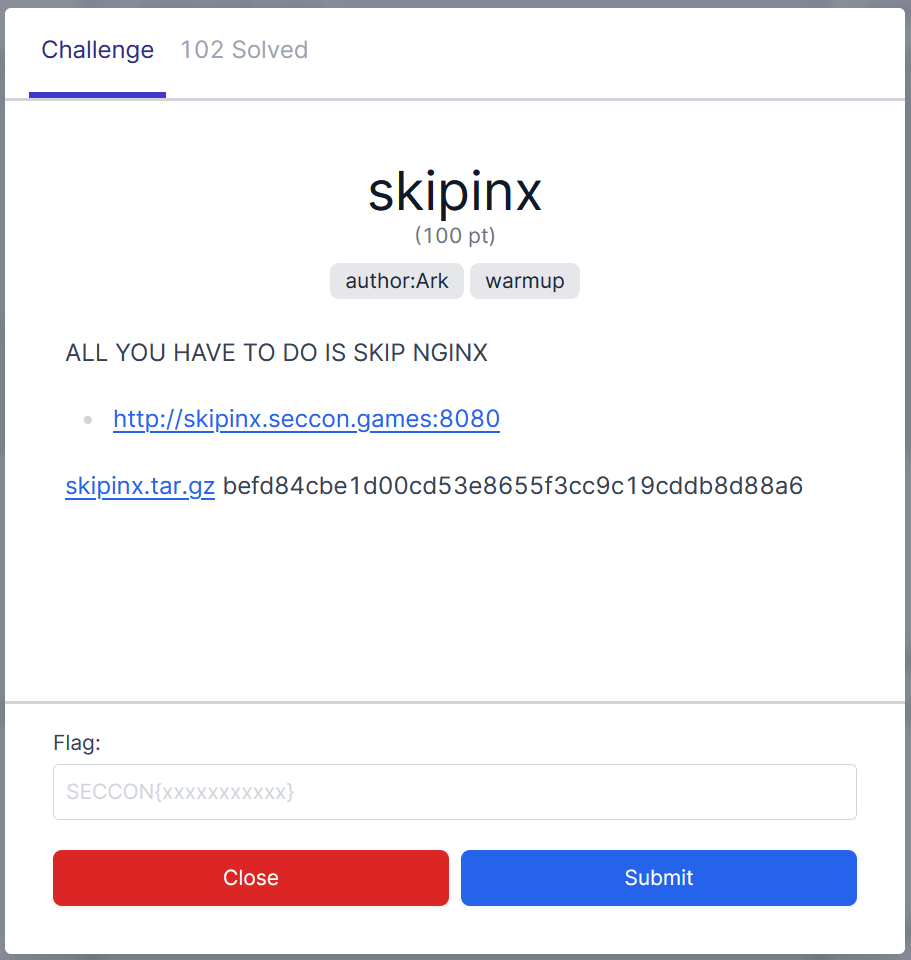 Challenge 102 Solved
skipinx
(100 pt)
author:Ark warmup
ALL YOU HAVE TO DO IS SKIP NGINX
http://skipinx.seccon.games:8080
skipinx.tar.gz befd84cbe1d00cd53e8655f3cc9c19cddb8d88a6
Flag:
SECCON{xxxxxxxxxxx}
Close Submit